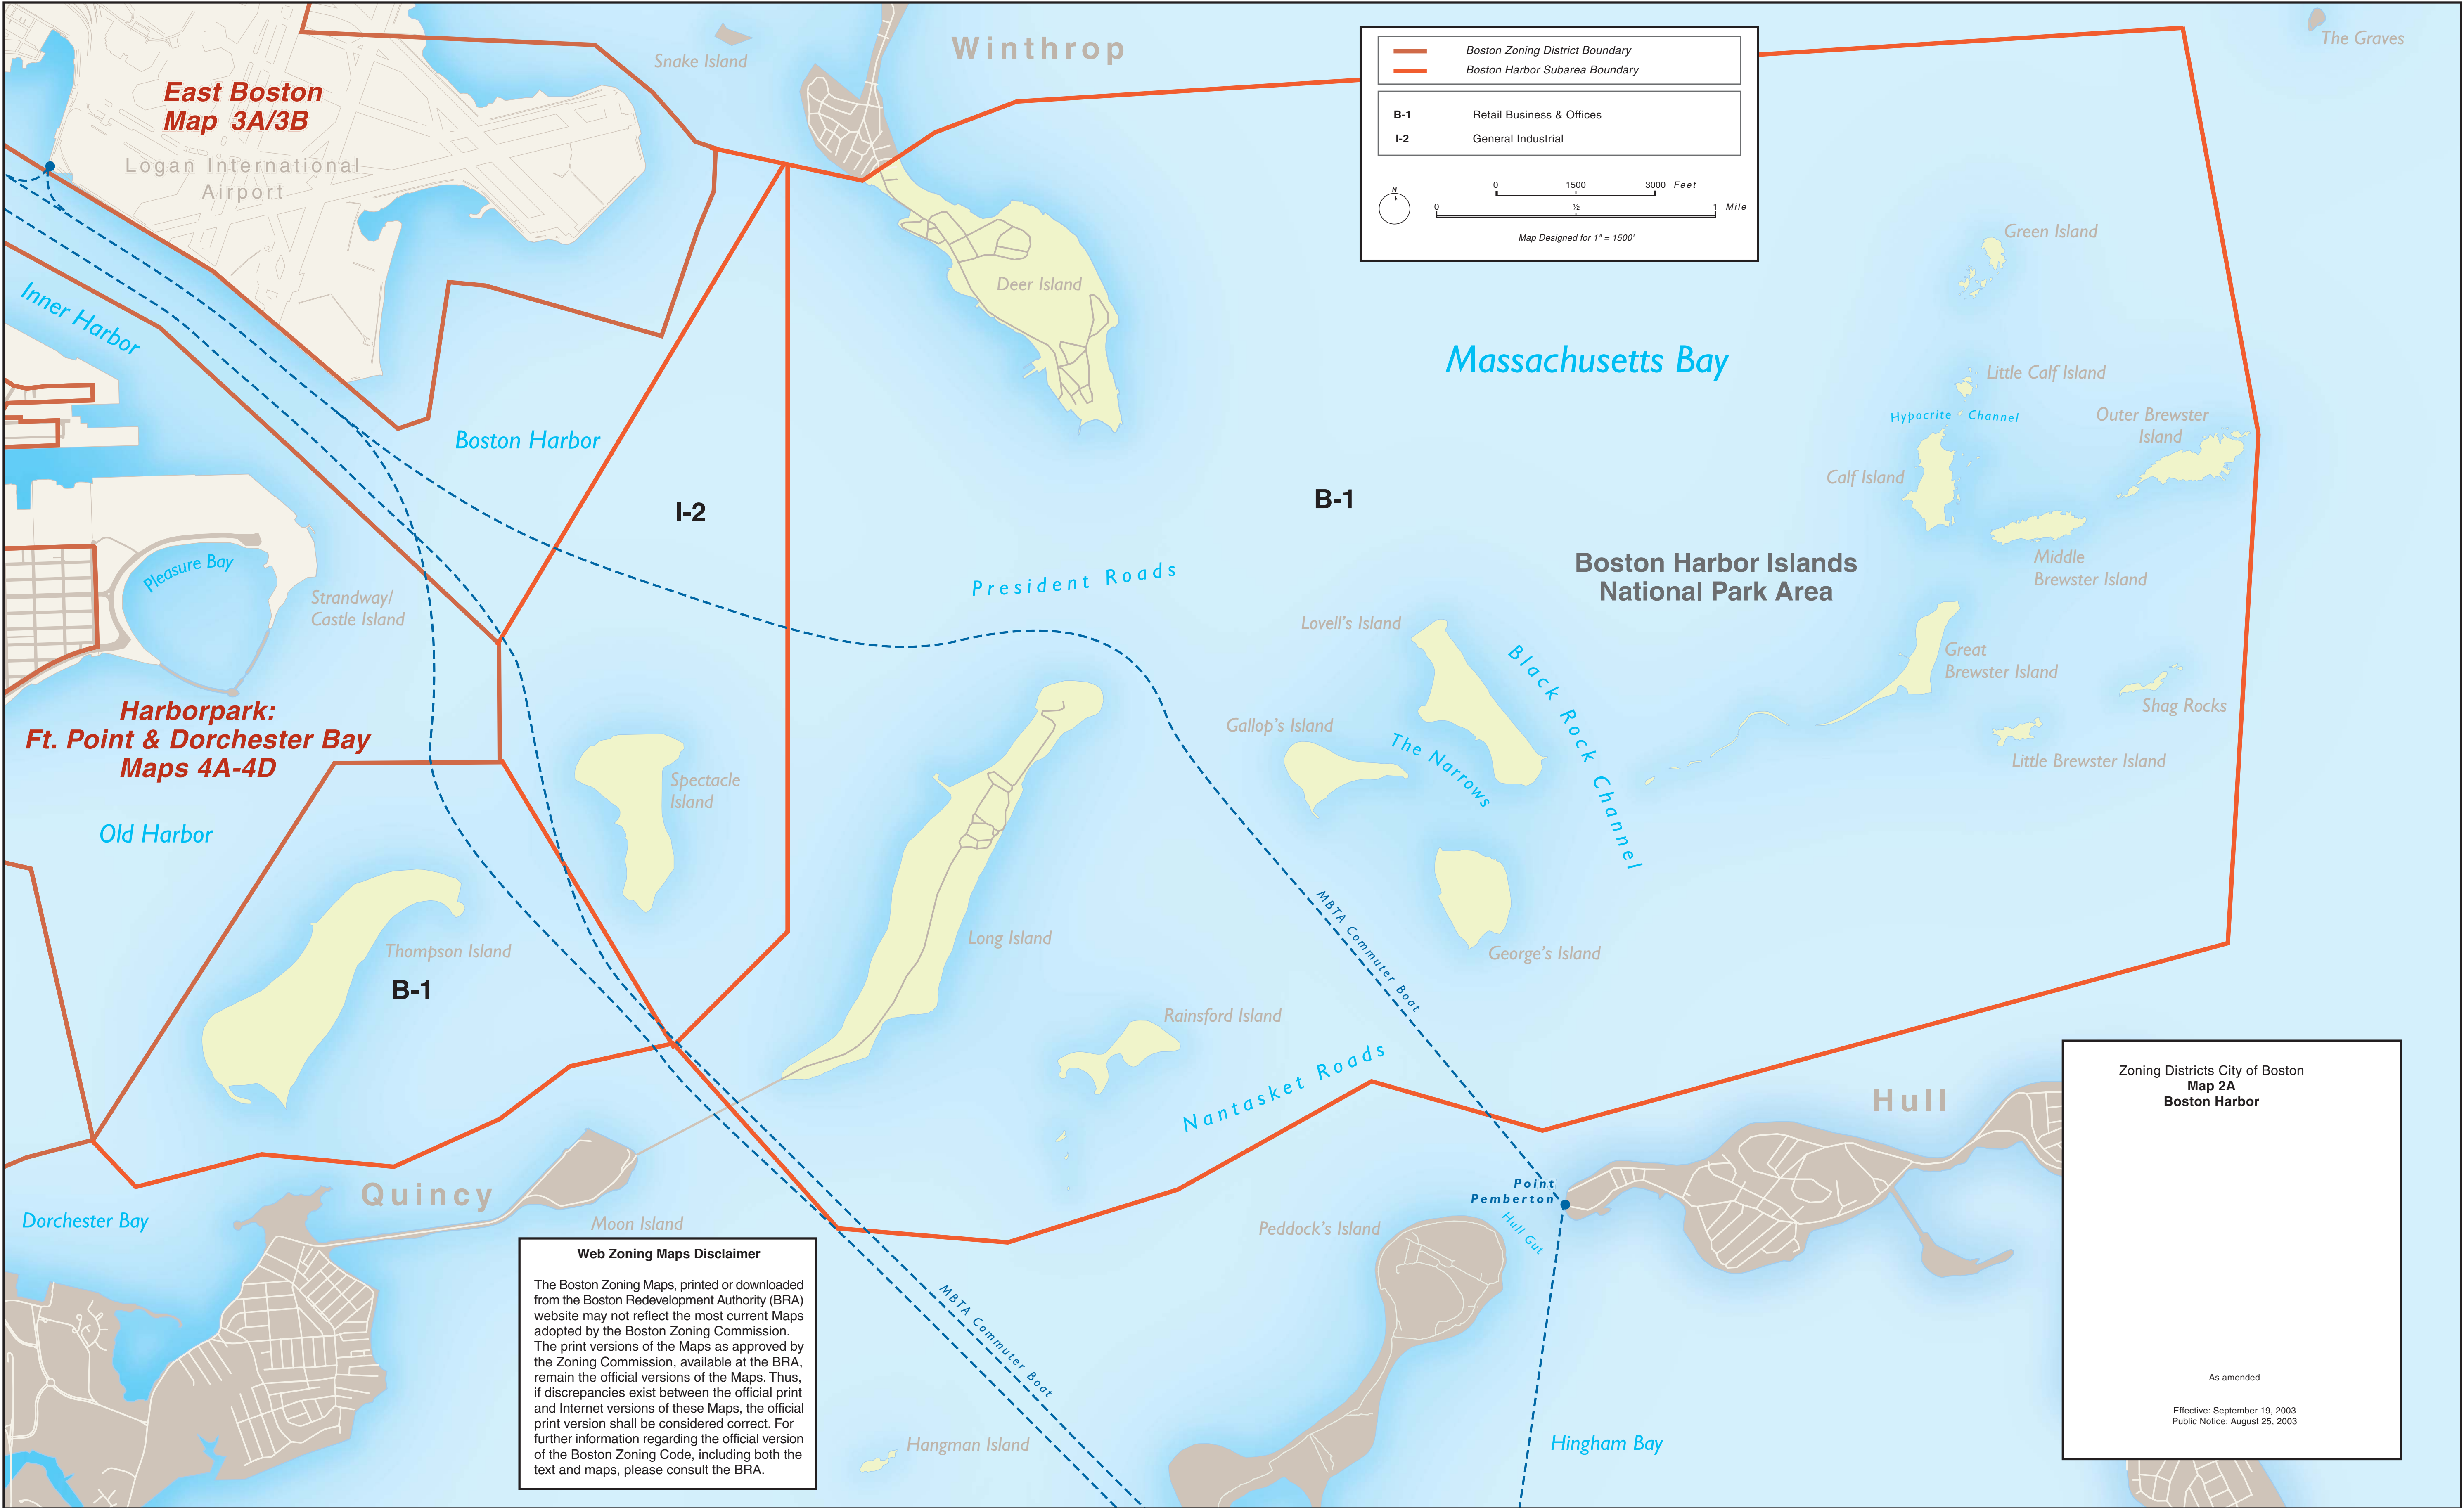 Snake Island
Winthrop
The Graves
East Boston
Map 3A/3B
Logan International
Airport
Boston Zoning District Boundary
Boston Harbor Subarea Boundary
B-1 Retail Business & Offices
I-2 General Industrial
0 1500 3000 Feet
N
0 ½ 1 Mile
Map Designed for 1" = 1500'
Green Island
Deer Island
Inner Harbor
Massachusetts Bay
Little Calf Island
Hypocrite Channel
Outer Brewster
Island
Boston Harbor
Calf Island
I-2
B-1
Pleasure Bay
President Roads
Boston Harbor Islands
National Park Area
Middle
Brewster Island
Strandway/
Castle Island
Lovell's Island
Black Rock Channel
Great
Brewster Island
Shag Rocks
Harborpark:
Ft. Point & Dorchester Bay
Maps 4A-4D
Gallop's Island
The Narrows
Little Brewster Island
Spectacle
Island
Old Harbor
Thompson Island
B-1
Long Island
MBTA Commuter Boat
George's Island
Rainsford Island
Nantasket Roads
Hull
Zoning Districts City of Boston
Map 2A
Boston Harbor
As amended
Effective: September 19, 2003
Public Notice: August 25, 2003
Quincy
Dorchester Bay
Moon Island
Point
Pemberton
Hull Gut
Peddock's Island
Web Zoning Maps Disclaimer
The Boston Zoning Maps, printed or downloaded
from the Boston Redevelopment Authority (BRA)
website may not reflect the most current Maps
adopted by the Boston Zoning Commission.
The print versions of the Maps as approved by
the Zoning Commission, available at the BRA,
remain the official versions of the Maps. Thus,
if discrepancies exist between the official print
and Internet versions of these Maps, the official
print version shall be considered correct. For
further information regarding the official version
of the Boston Zoning Code, including both the
text and maps, please consult the BRA.
MBTA Commuter Boat
Hangman Island
Hingham Bay